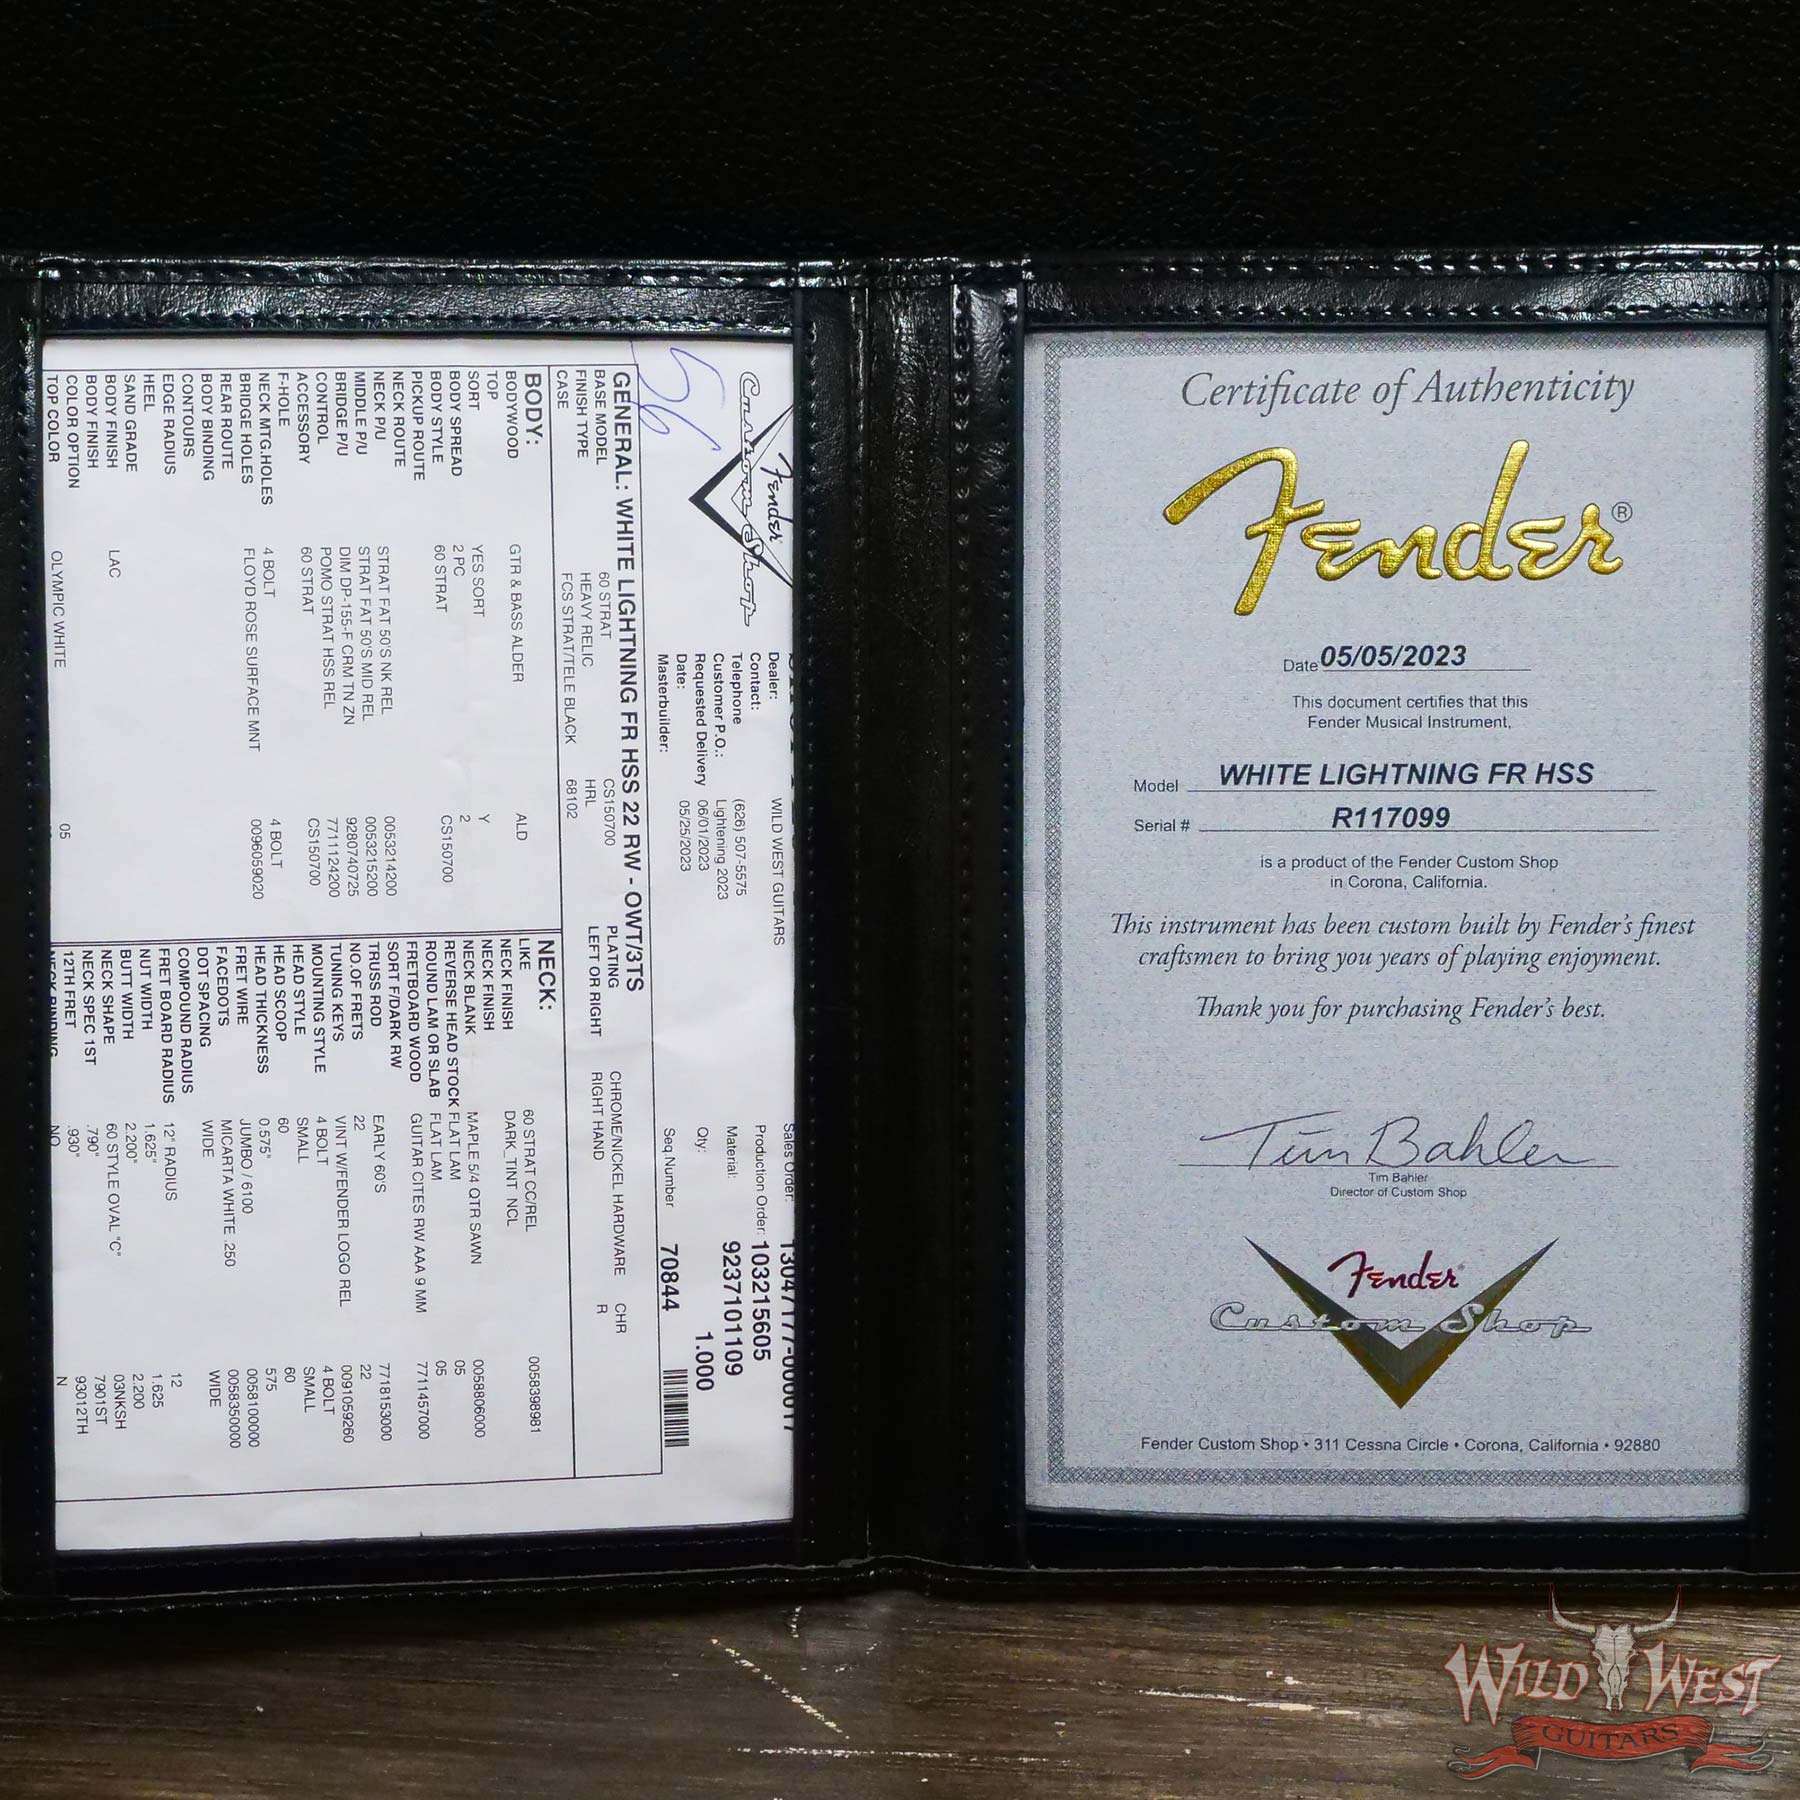 Fender
Custom Shop
Dealer: WILD WEST GUITARS
Contact:
Telephone (626) 507-5575
Customer P.O.: Lightening 2023
Requested Delivery 06/01/2023
Date: 05/25/2023
Masterbuilder:
Sales Order:
Production Order: 103215605
Material: 9237101109
Qty: 1.000
Seq.Number 70844
GENERAL: WHITE LIGHTNING FR HSS 22 RW - OWT/3TS
BASE MODEL 60 STRAT CS150700 PLATING CHROME/NICKEL HARDWARE CHR
FINISH TYPE HEAVY RELIC HRL LEFT OR RIGHT RIGHT HAND R
CASE FCS STRAT/TELE BLACK 68102
BODY:
BODYWOOD GTR & BASS ALDER ALD
TOP
SORT YES SORT Y
BODY SPREAD 2 PC 2
BODY STYLE 60 STRAT CS150700
PICKUP ROUTE
NECK ROUTE
NECK P/U STRAT FAT 50'S NK REL 0053214200
MIDDLE P/U STRAT FAT 50'S MID REL 0053215200
BRIDGE P/U DIM DP-155-F CRM TN ZN 9280740725
CONTROL POMO STRAT HSS REL 7711124200
ACCESSORY 60 STRAT CS150700
F-HOLE
NECK MTG.HOLES 4 BOLT 4 BOLT
BRIDGE HOLES FLOYD ROSE SURFACE MNT 0096059020
REAR ROUTE
BODY BINDING
CONTOURS
EDGE RADIUS
HEEL
SAND GRADE
BODY FINISH LAC
BODY FINISH
COLOR OPTION
TOP COLOR OLYMPIC WHITE 05
NECK:
LIKE 60 STRAT CC/REL 0058398981
NECK FINISH DARK_TINT NCL
NECK FINISH
NECK BLANK MAPLE 5/4 QTR SAWN 0058806000
REVERSE HEAD STOCK FLAT LAM 05
ROUND LAM OR SLAB FLAT LAM 05
FRETBOARD WOOD GUITAR CITES RW AAA 9 MM 7711457000
SORT F/DARK RW
TRUSS ROD EARLY 60'S 7718153000
NO.OF FRETS 22 22
TUNING KEYS VINT W/FENDER LOGO REL 0091059260
MOUNTING STYLE 4 BOLT 4 BOLT
HEAD STYLE SMALL SMALL
HEAD SCOOP 60 60
HEAD THICKNESS 0.575" 575
FRET WIRE JUMBO / 6100 0058100000
FACEDOTS MICARTA WHITE .250 0058350000
DOT SPACING WIDE WIDE
COMPOUND RADIUS
FRET BOARD RADIUS 12" RADIUS 12
NUT WIDTH 1.625" 1.625
BUTT WIDTH 2.200" 2.200
NECK SHAPE 60 STYLE OVAL "C" 03NKSH
NECK SPEC 1ST .790" 7901ST
12TH FRET .930" 93012TH
NECK BINDING NO N
Certificate of Authenticity
Fender®
Date 05/05/2023
This document certifies that this
Fender Musical Instrument,
Model WHITE LIGHTNING FR HSS
Serial # R117099
is a product of the Fender Custom Shop
in Corona, California.
This instrument has been custom built by Fender's finest
craftsmen to bring you years of playing enjoyment.
Thank you for purchasing Fender's best.
Tim Bahler
Tim Bahler
Director of Custom Shop
Fender
Custom Shop
Fender Custom Shop • 311 Cessna Circle • Corona, California • 92880
WILD WEST
GUITARS